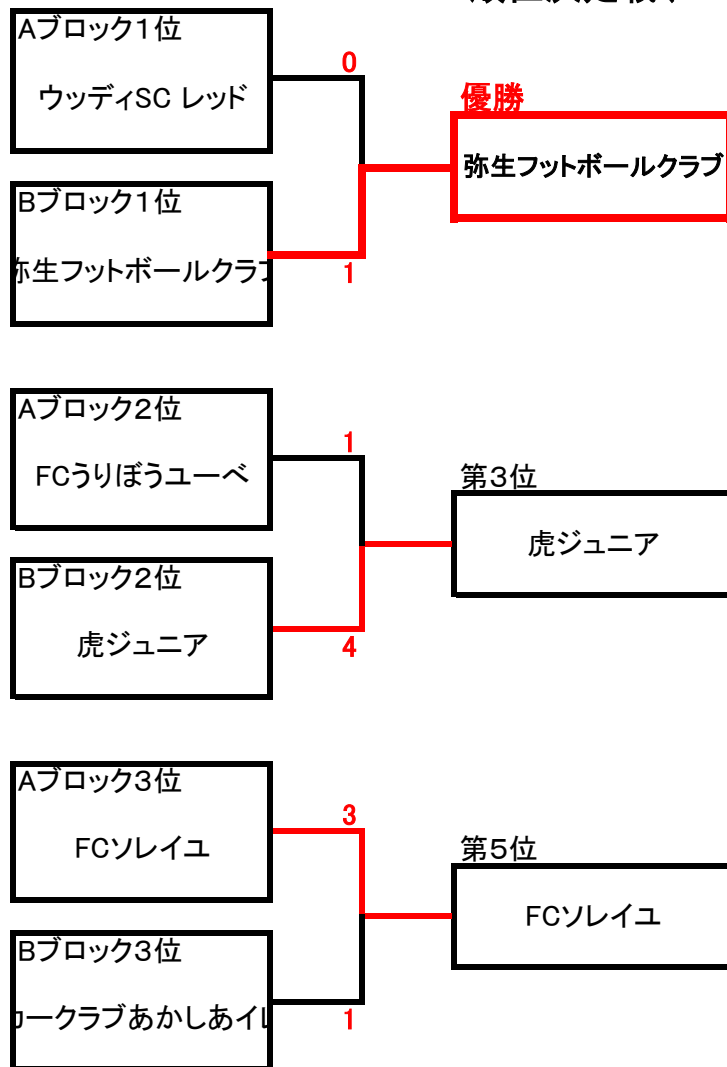 Aブロック1位
ウッディSC レッド
0
優勝
弥生フットボールクラブ
Bブロック1位
弥生フットボールクラブ
1
Aブロック2位
FCうりぼうユーベ
1
第3位
虎ジュニア
Bブロック2位
虎ジュニア
4
Aブロック3位
FCソレイユ
3
第5位
FCソレイユ
Bブロック3位
カークラブあかしあイレ
1